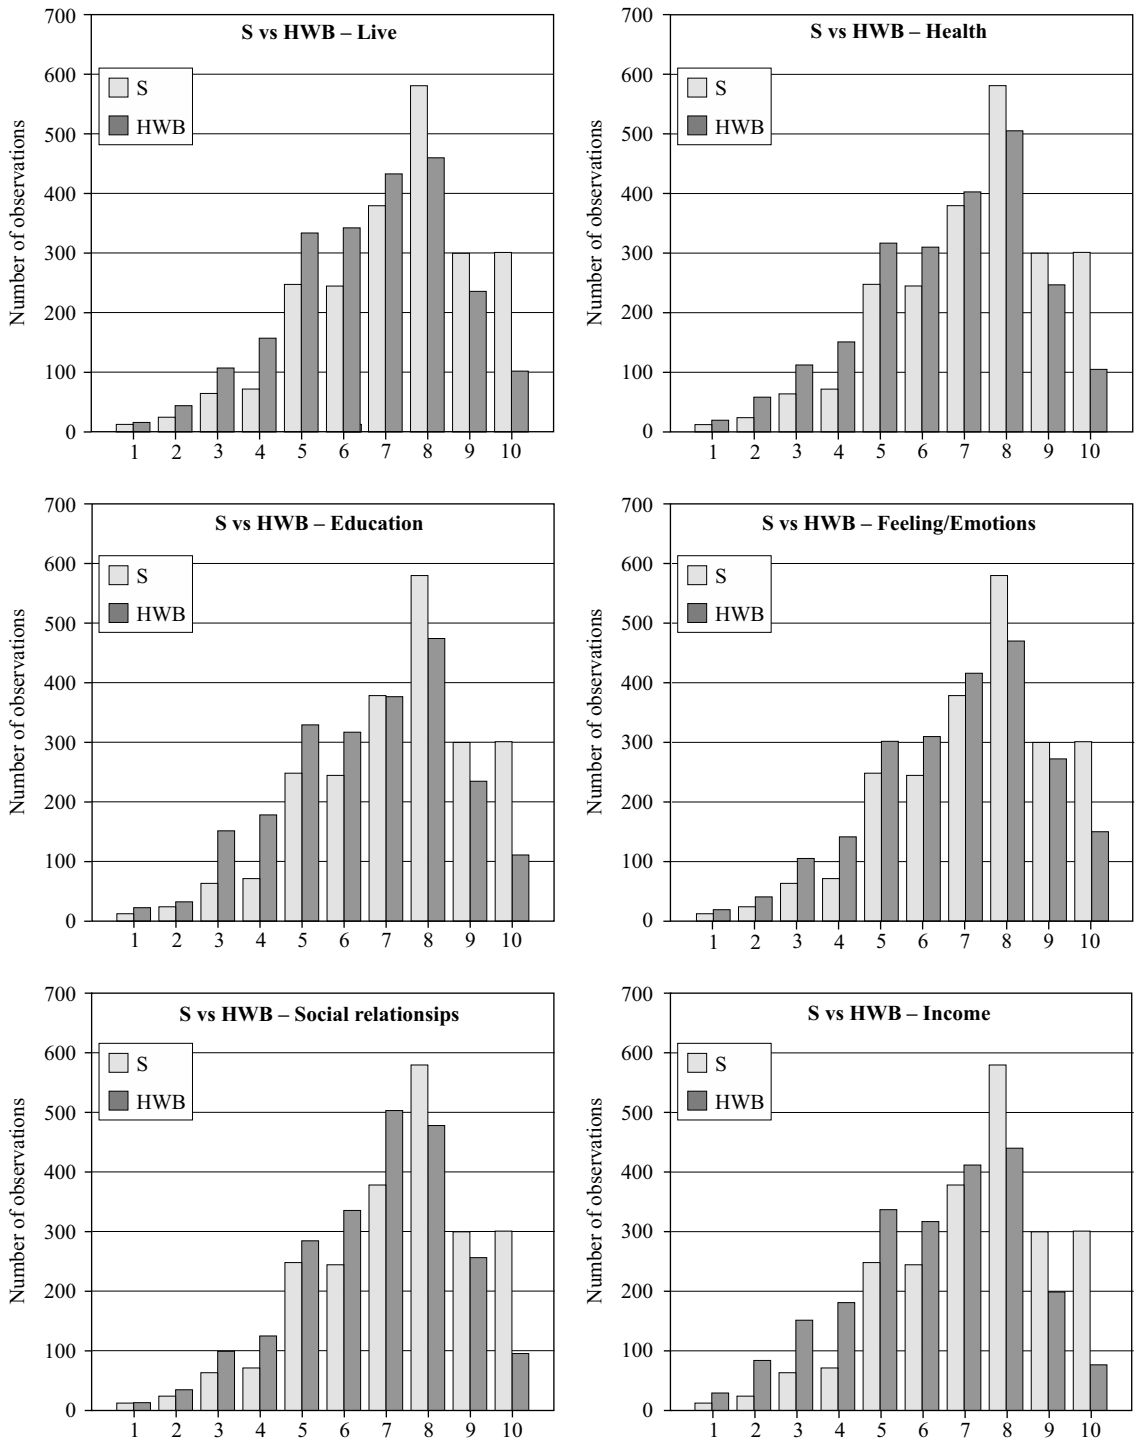 S vs HWB – Live
S
HWB
Number of observations
700
600
500
400
300
200
100
0
1 2 3 4 5 6 7 8 9 10
S vs HWB – Health
S
HWB
Number of observations
700
600
500
400
300
200
100
0
1 2 3 4 5 6 7 8 9 10
S vs HWB – Education
S
HWB
Number of observations
700
600
500
400
300
200
100
0
1 2 3 4 5 6 7 8 9 10
S vs HWB – Feeling/Emotions
S
HWB
Number of observations
700
600
500
400
300
200
100
0
1 2 3 4 5 6 7 8 9 10
S vs HWB – Social relationsips
S
HWB
Number of observations
700
600
500
400
300
200
100
0
1 2 3 4 5 6 7 8 9 10
S vs HWB – Income
S
HWB
Number of observations
700
600
500
400
300
200
100
0
1 2 3 4 5 6 7 8 9 10